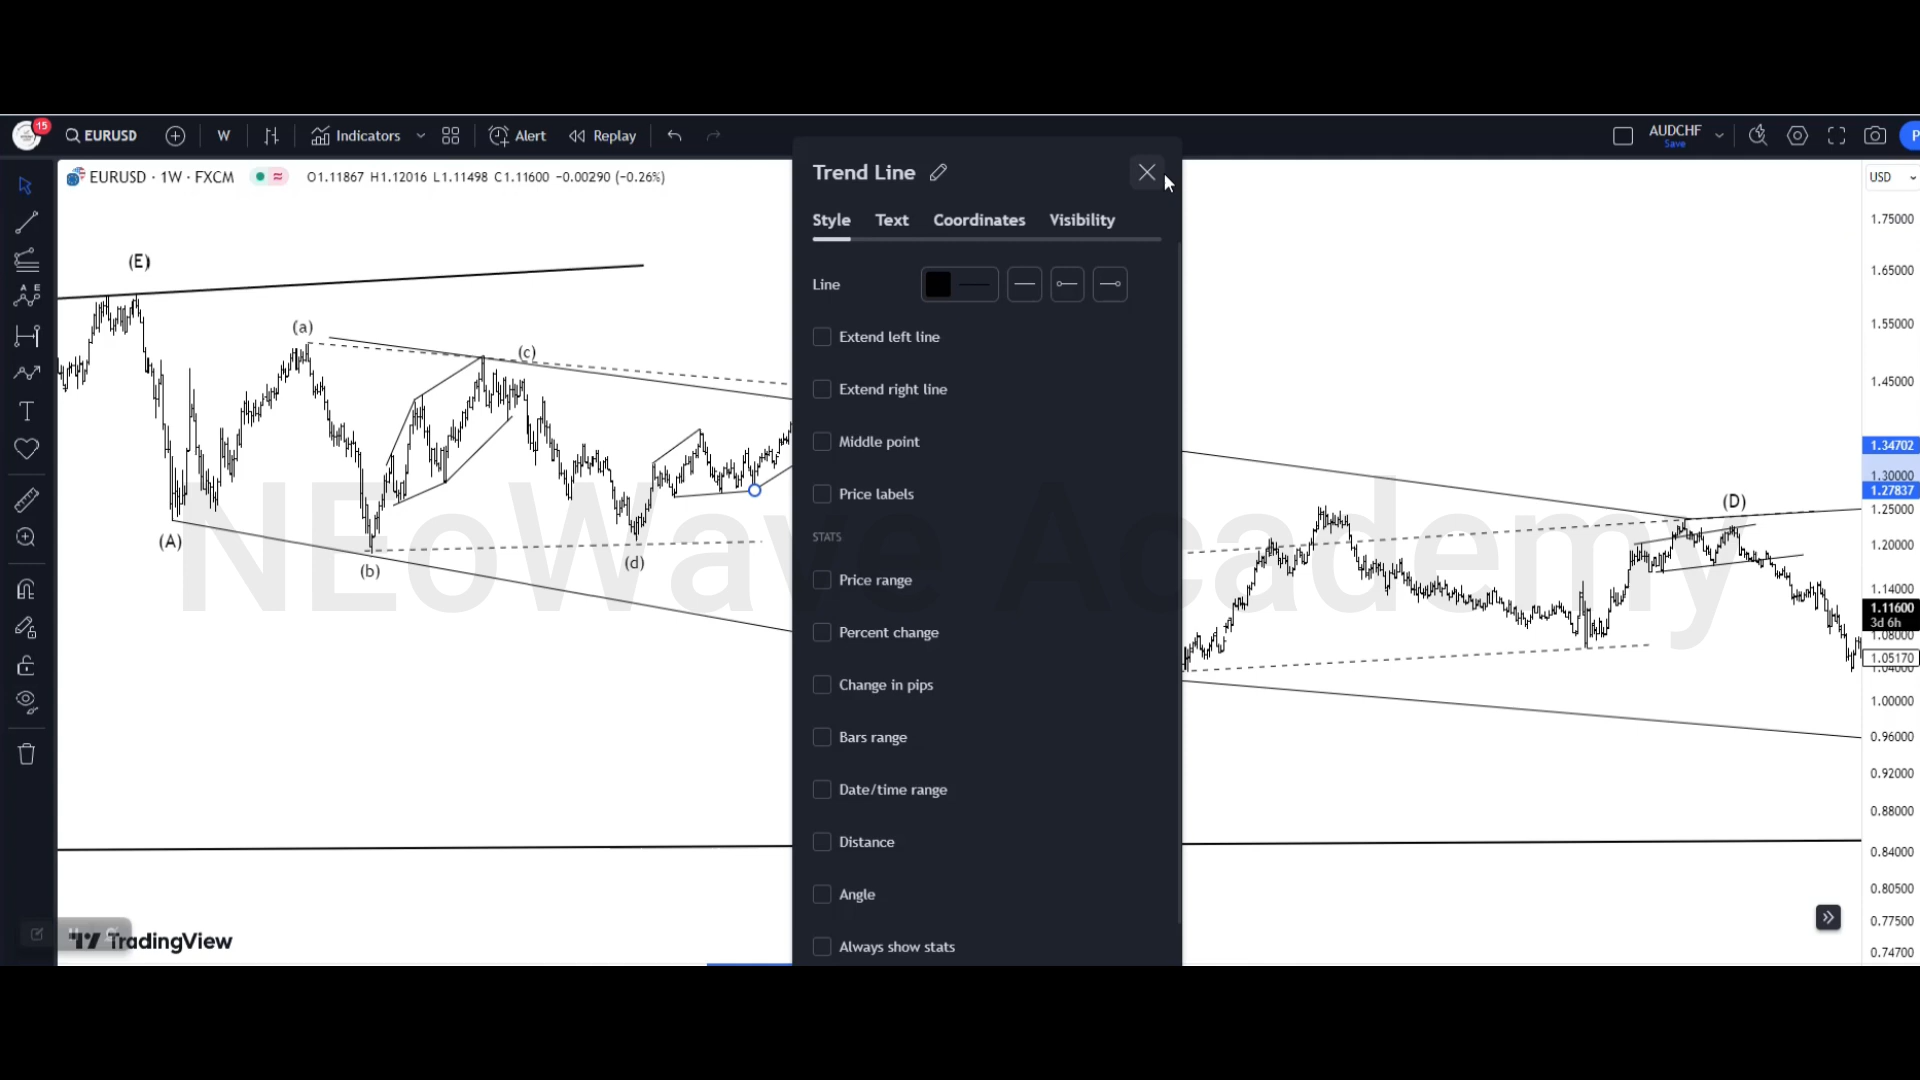 15
EURUSD
W
Indicators
Alert
Replay
AUDCHF
Save
P
EURUSD · 1W · FXCM
O1.11867 H1.12016 L1.11498 C1.11600 −0.00290 (−0.26%)
USD
Trend Line
Style
Text
Coordinates
Visibility
Line
Extend left line
Extend right line
Middle point
Price labels
STATS
Price range
Percent change
Change in pips
Bars range
Date/time range
Distance
Angle
Always show stats
(E)
(a)
(c)
(A)
(b)
(d)
(D)
NEoWave Academy
1.75000
1.65000
1.55000
1.45000
1.34702
1.30000
1.27837
1.25000
1.20000
1.14000
1.11600
3d 6h
1.08000
1.05170
1.04000
1.00000
0.96000
0.92000
0.88000
0.84000
0.80500
0.77500
0.74700
TradingView